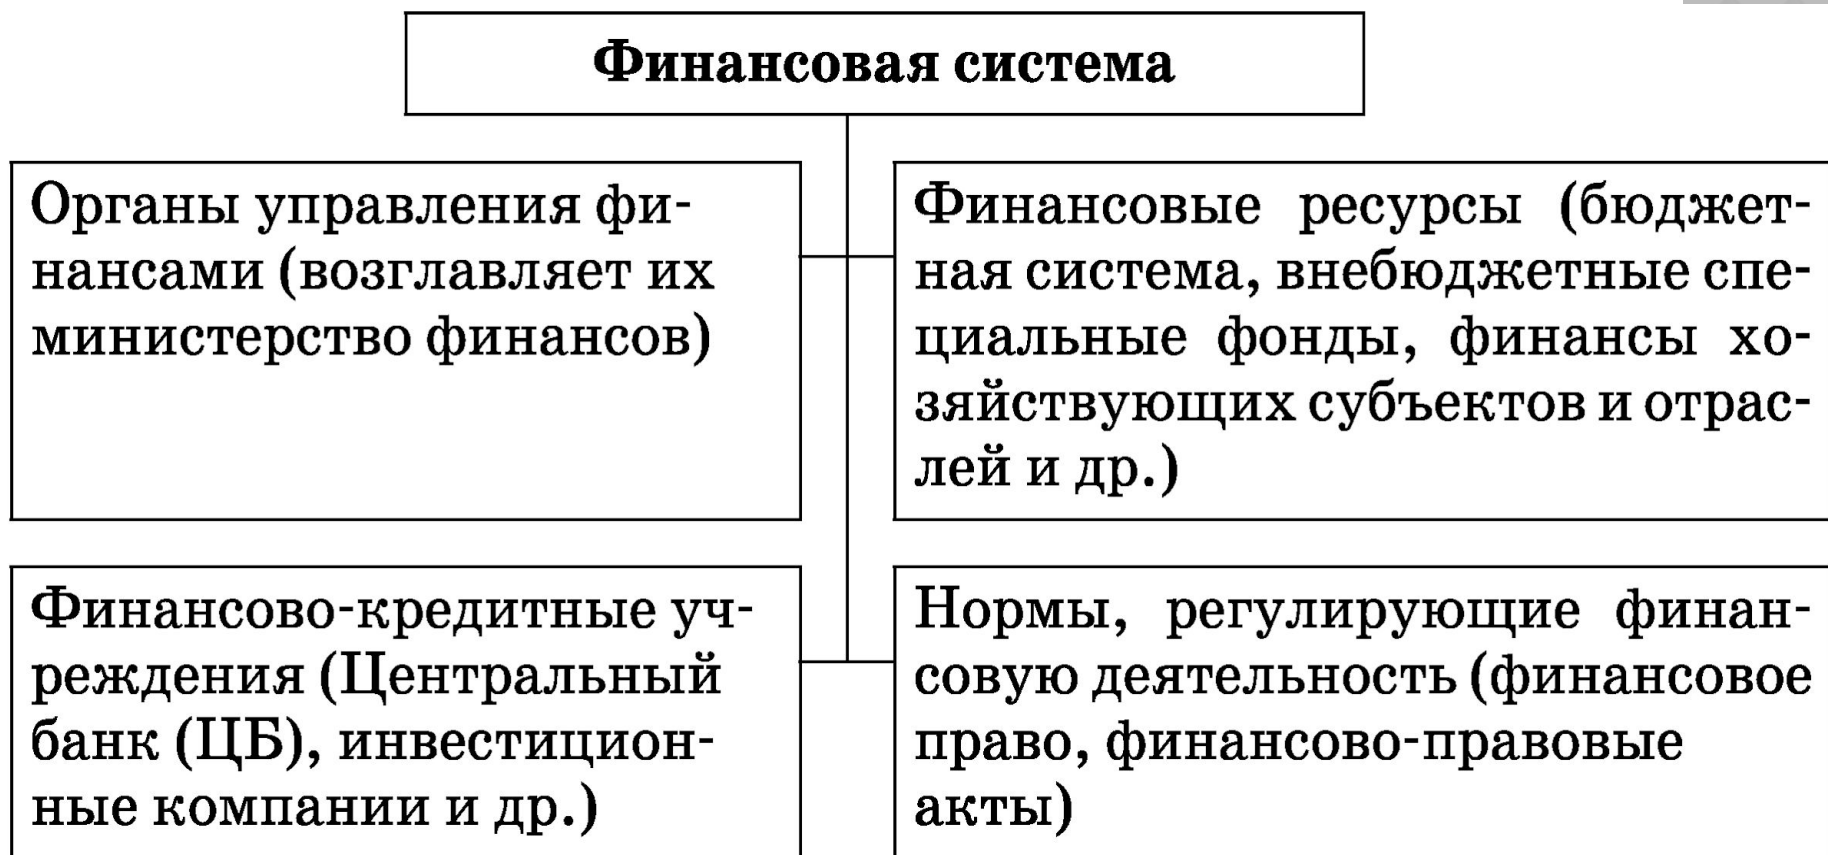 Финансовая система
Органы управления фи-
нансами (возглавляет их
министерство финансов)
Финансовые ресурсы (бюджет-
ная система, внебюджетные спе-
циальные фонды, финансы хо-
зяйствующих субъектов и отрас-
лей и др.)
Финансово-кредитные уч-
реждения (Центральный
банк (ЦБ), инвестицион-
ные компании и др.)
Нормы, регулирующие финан-
совую деятельность (финансовое
право, финансово-правовые
акты)